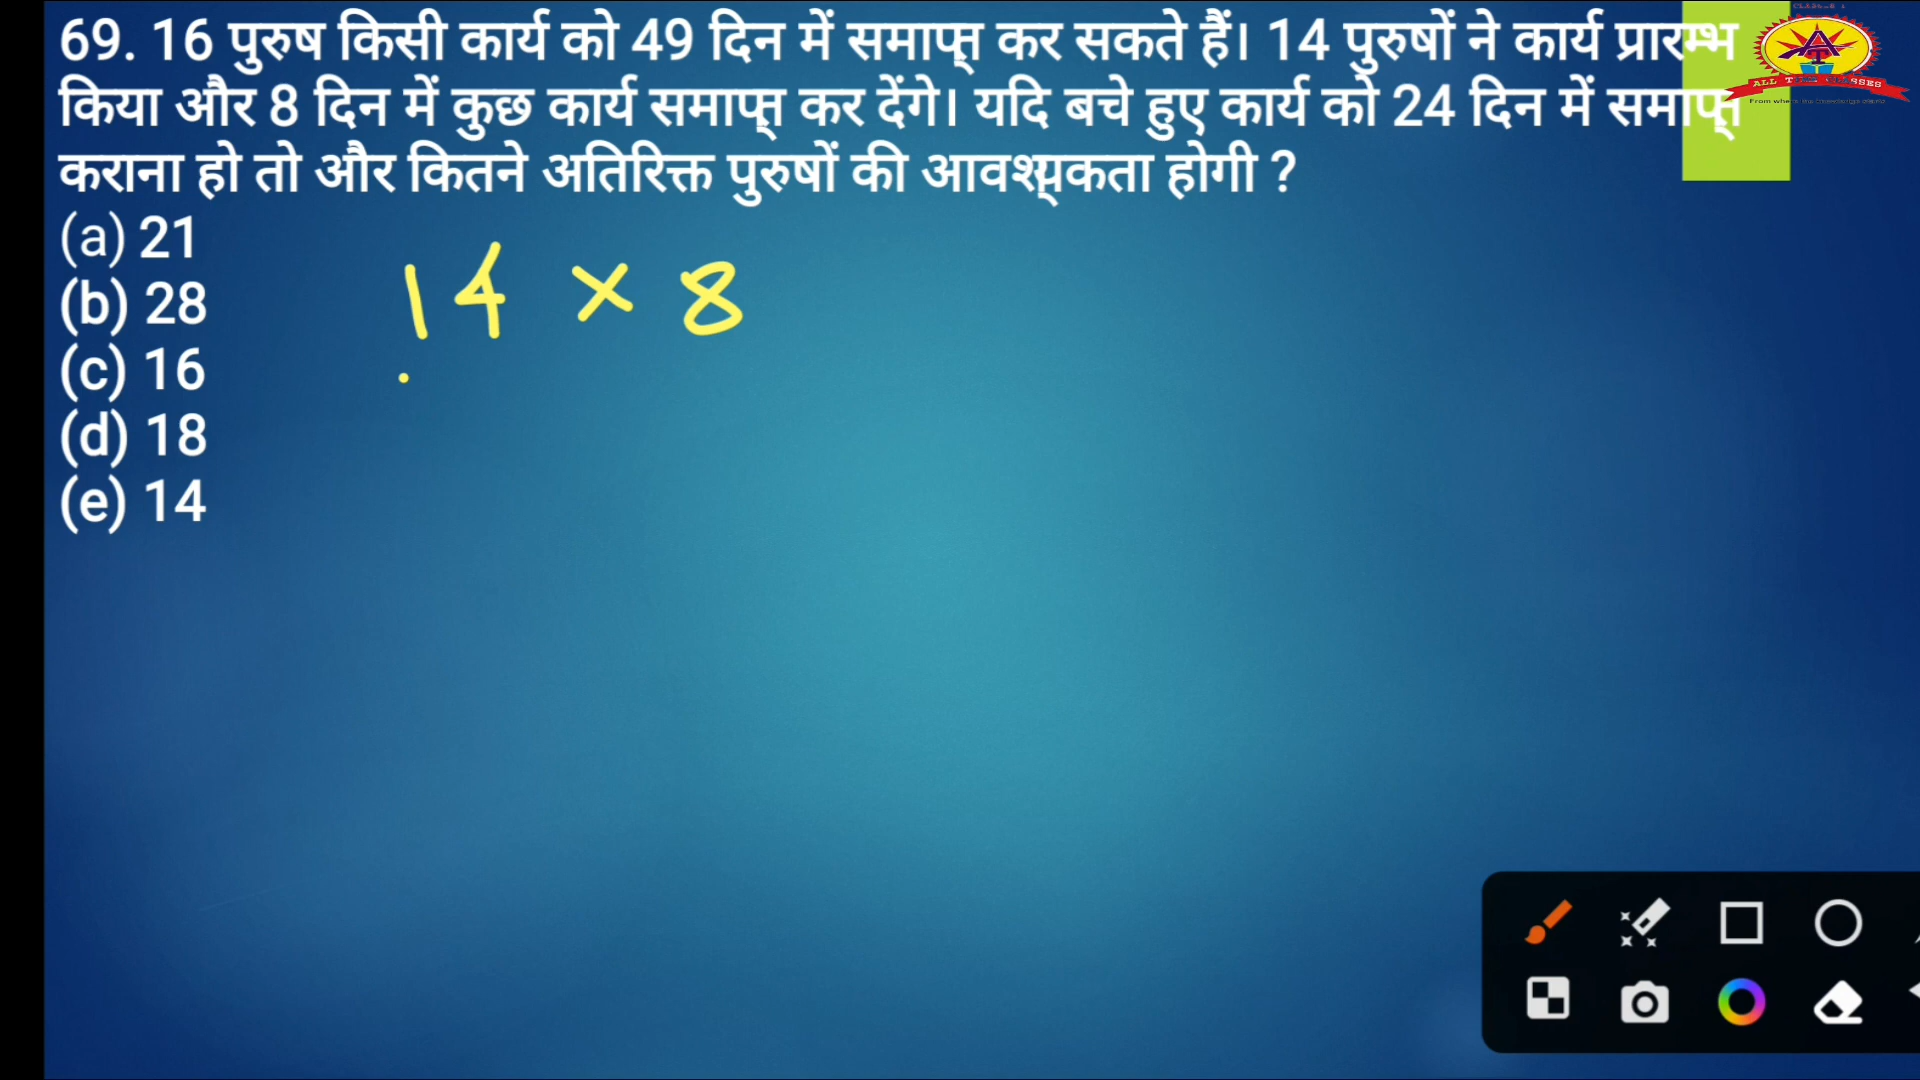 69. 16 पुरुष किसी कार्य को 49 दिन में समाप्त कर सकते हैं। 14 पुरुषों ने कार्य प्रारम्भ
किया और 8 दिन में कुछ कार्य समाप्त कर देंगे। यदि बचे हुए कार्य को 24 दिन में समाप्त
कराना हो तो और कितने अतिरिक्त पुरुषों की आवश्यकता होगी ?
(a) 21
(b) 28
(c) 16
(d) 18
(e) 14
14 × 8